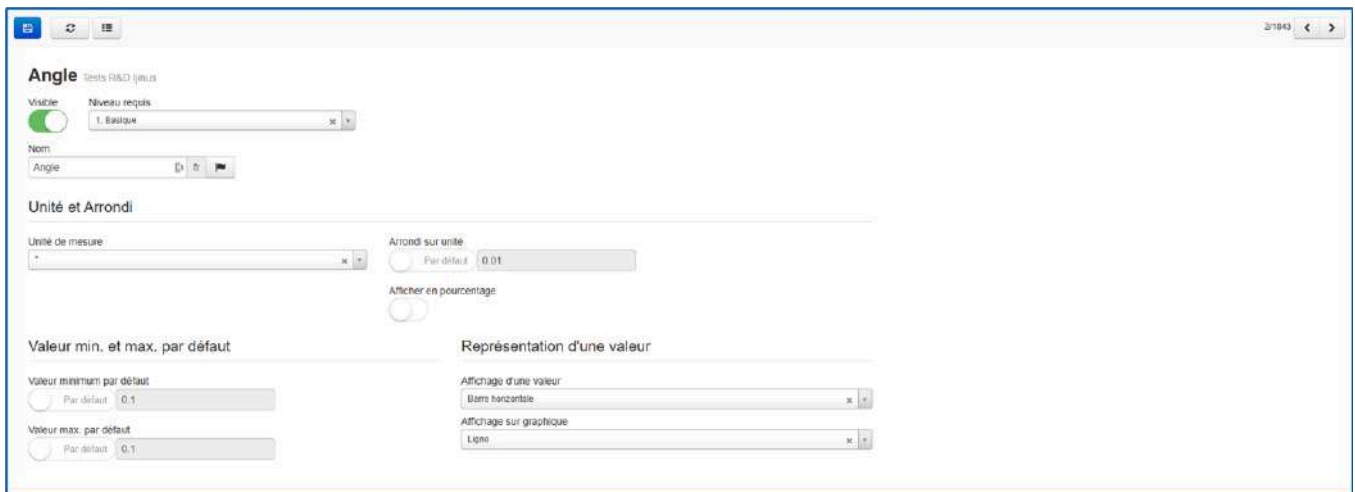 2/1843
Angle Tests R&D Ijinus
Visible Niveau requis
1. Basique
Nom
Angle fr
Unité et Arrondi
Unité de mesure Arrondi sur unité
° Par défaut 0.01
Afficher en pourcentage
Valeur min. et max. par défaut Représentation d'une valeur
Valeur minimum par défaut Affichage d'une valeur
Par défaut 0.1 Barre horizontale
Valeur max. par défaut Affichage sur graphique
Par défaut 0.1 Ligne